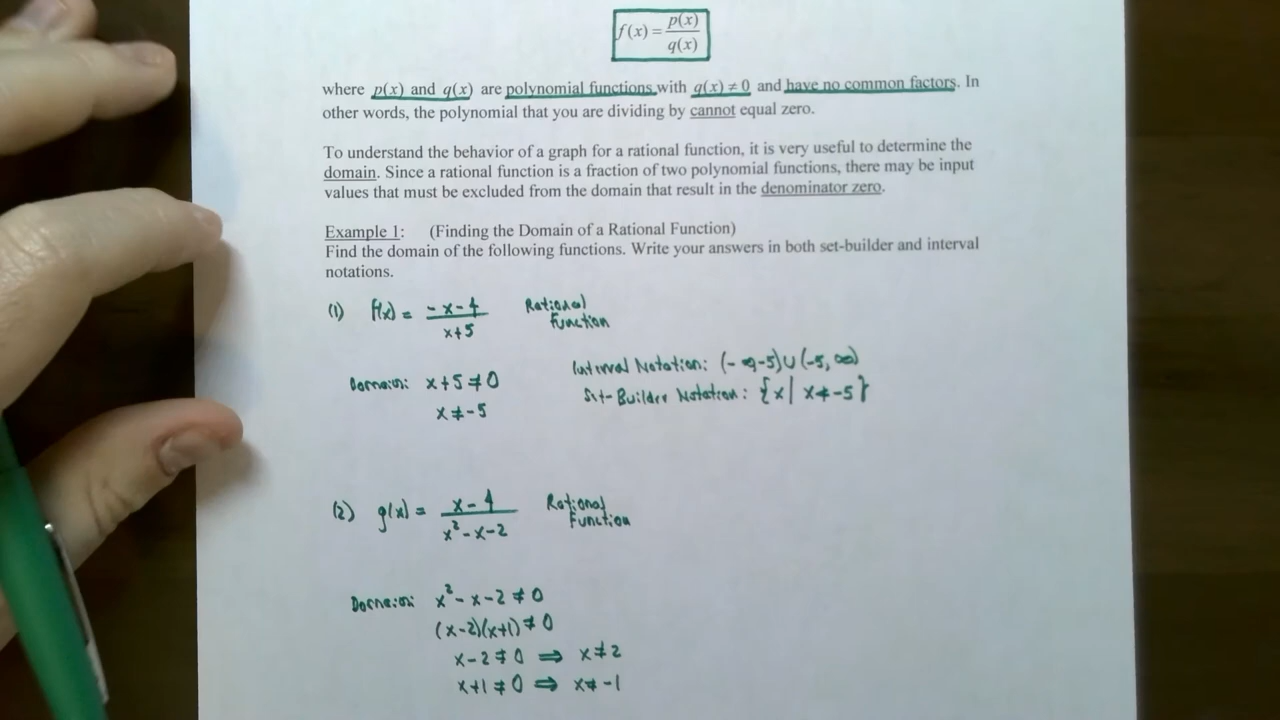 f(x) = p(x)/q(x)
where p(x) and q(x) are polynomial functions with q(x) ≠ 0 and have no common factors. In
other words, the polynomial that you are dividing by cannot equal zero.
To understand the behavior of a graph for a rational function, it is very useful to determine the
domain. Since a rational function is a fraction of two polynomial functions, there may be input
values that must be excluded from the domain that result in the denominator zero.
Example 1: (Finding the Domain of a Rational Function)
Find the domain of the following functions. Write your answers in both set-builder and interval
notations.
(1) f(x) = -x-4/x+5 Rational Function
Domain: x+5 ≠ 0
x ≠ -5
Interval Notation: (-∞,-5)∪(-5,∞)
Set-Builder Notation: {x| x≠-5}
(2) g(x) = x-4/x²-x-2 Rational Function
Domain: x²-x-2 ≠ 0
(x-2)(x+1) ≠ 0
x-2 ≠ 0 ⟹ x ≠ 2
x+1 ≠ 0 ⟹ x ≠ -1